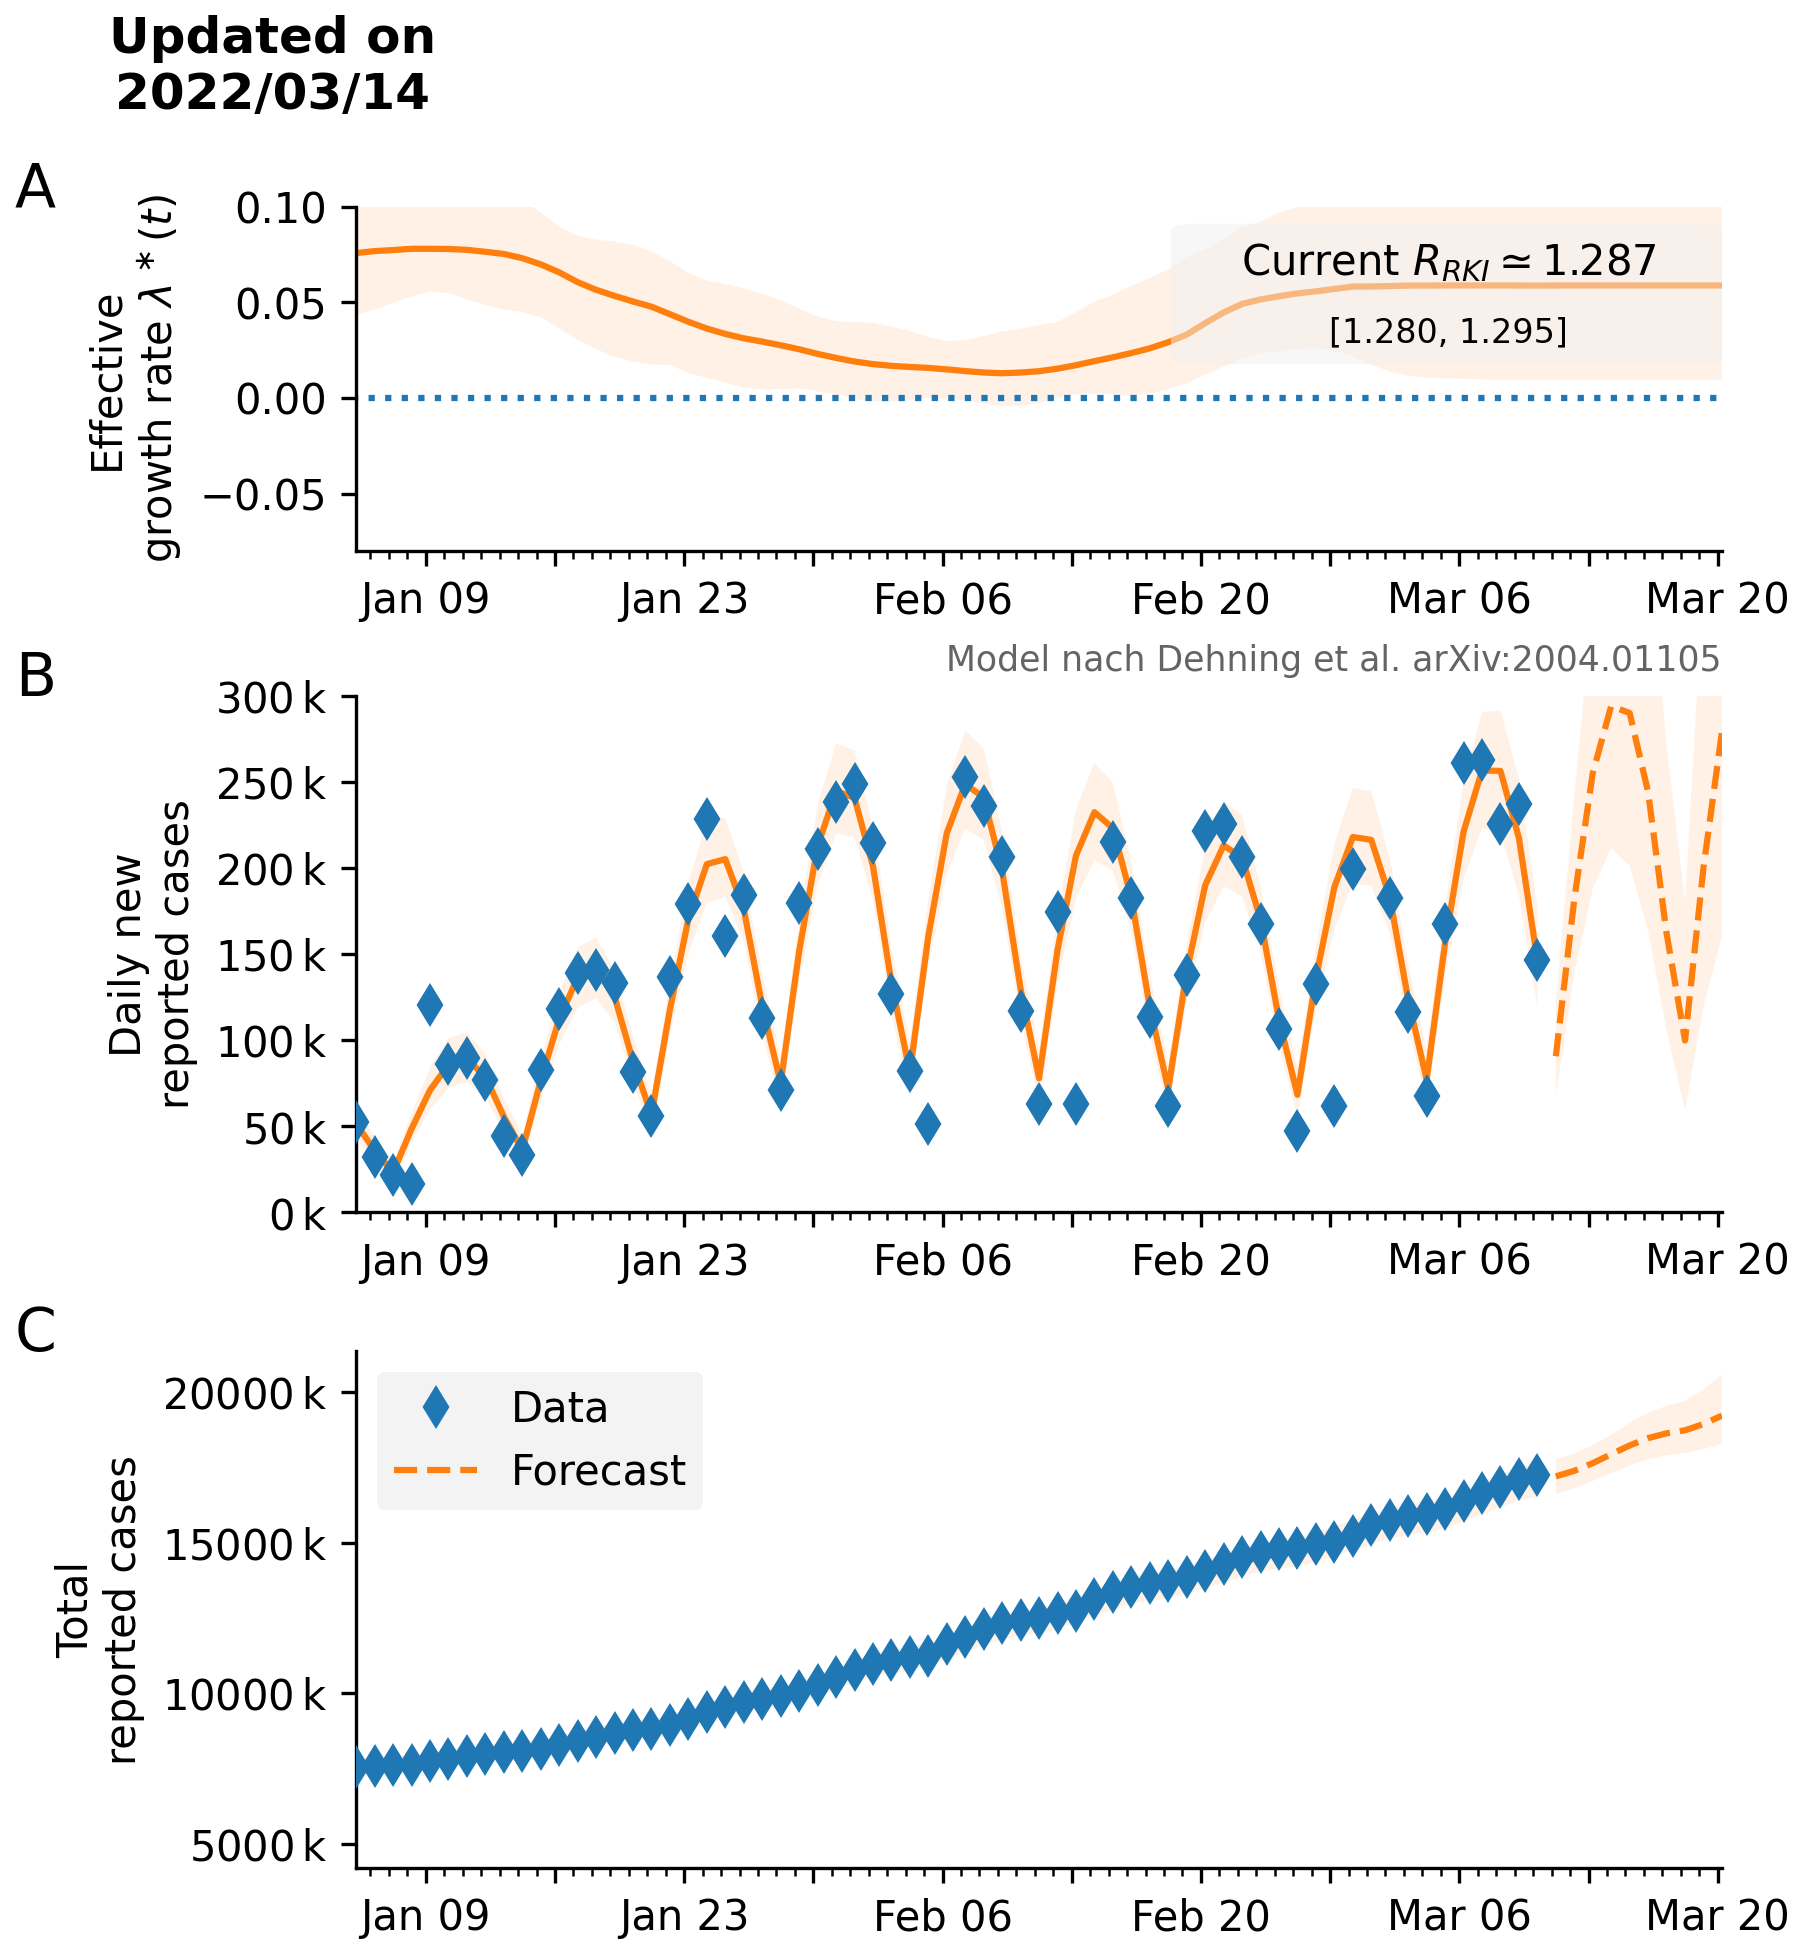 Updated on
2022/03/14
A
Effective
growth rate λ * (t)
0.10
0.05
0.00
−0.05
Current R_RKI ≃ 1.287
[1.280, 1.295]
Jan 09 Jan 23 Feb 06 Feb 20 Mar 06 Mar 20
Model nach Dehning et al. arXiv:2004.01105
B
Daily new
reported cases
300 k
250 k
200 k
150 k
100 k
50 k
0 k
Jan 09 Jan 23 Feb 06 Feb 20 Mar 06 Mar 20
C
Total
reported cases
20000 k
15000 k
10000 k
5000 k
Data
Forecast
Jan 09 Jan 23 Feb 06 Feb 20 Mar 06 Mar 20